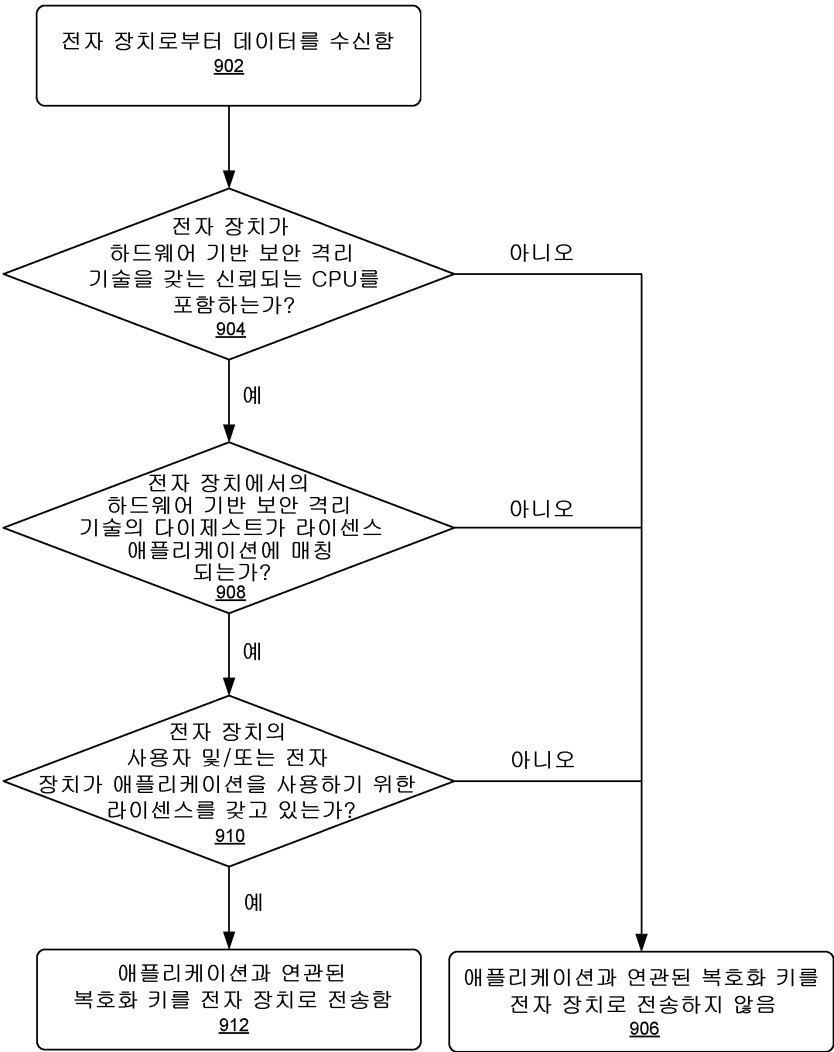 전자 장치로부터 데이터를 수신함
902
전자 장치가
하드웨어 기반 보안 격리
기술을 갖는 신뢰되는 CPU를
포함하는가?
904
아니오
예
전자 장치에서의
하드웨어 기반 보안 격리
기술의 다이제스트가 라이센스
애플리케이션에 매칭
되는가?
908
아니오
예
전자 장치의
사용자 및/또는 전자
장치가 애플리케이션을 사용하기 위한
라이센스를 갖고 있는가?
910
아니오
예
애플리케이션과 연관된
복호화 키를 전자 장치로 전송함
912
애플리케이션과 연관된 복호화 키를
전자 장치로 전송하지 않음
906